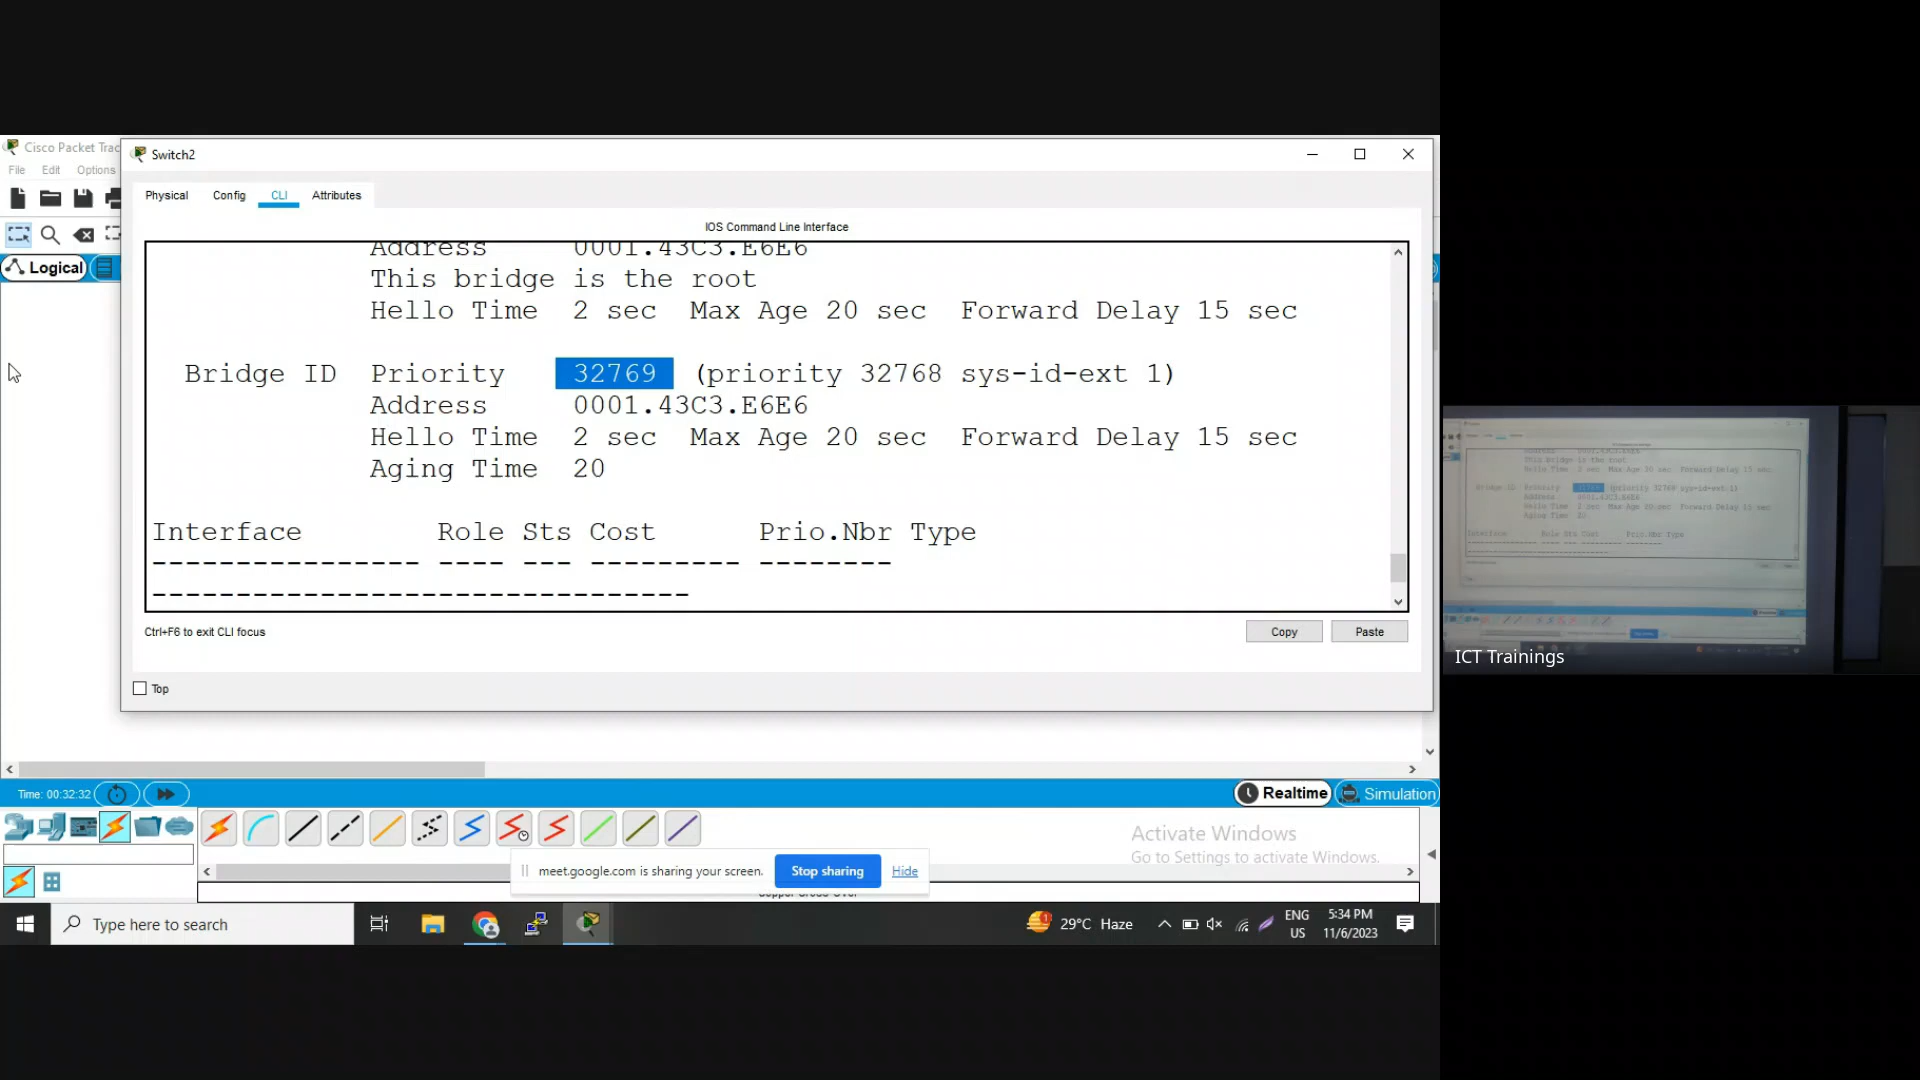 Cisco Packet Trac
Switch2
File Edit Options
Physical Config CLI Attributes
IOS Command Line Interface
Logical
Address 0001.43C3.E6E6
This bridge is the root
Hello Time 2 sec Max Age 20 sec Forward Delay 15 sec
Bridge ID Priority 32769 (priority 32768 sys-id-ext 1)
Address 0001.43C3.E6E6
Hello Time 2 sec Max Age 20 sec Forward Delay 15 sec
Aging Time 20
Interface Role Sts Cost Prio.Nbr Type
---------------- ---- --- --------- --------
--------------------------------
Ctrl+F6 to exit CLI focus
Copy Paste
Top
ICT Trainings
Time: 00:32:32
Realtime Simulation
Activate Windows
Go to Settings to activate Windows.
meet.google.com is sharing your screen. Stop sharing Hide
Type here to search
29°C Haze
ENG
US
5:34 PM
11/6/2023